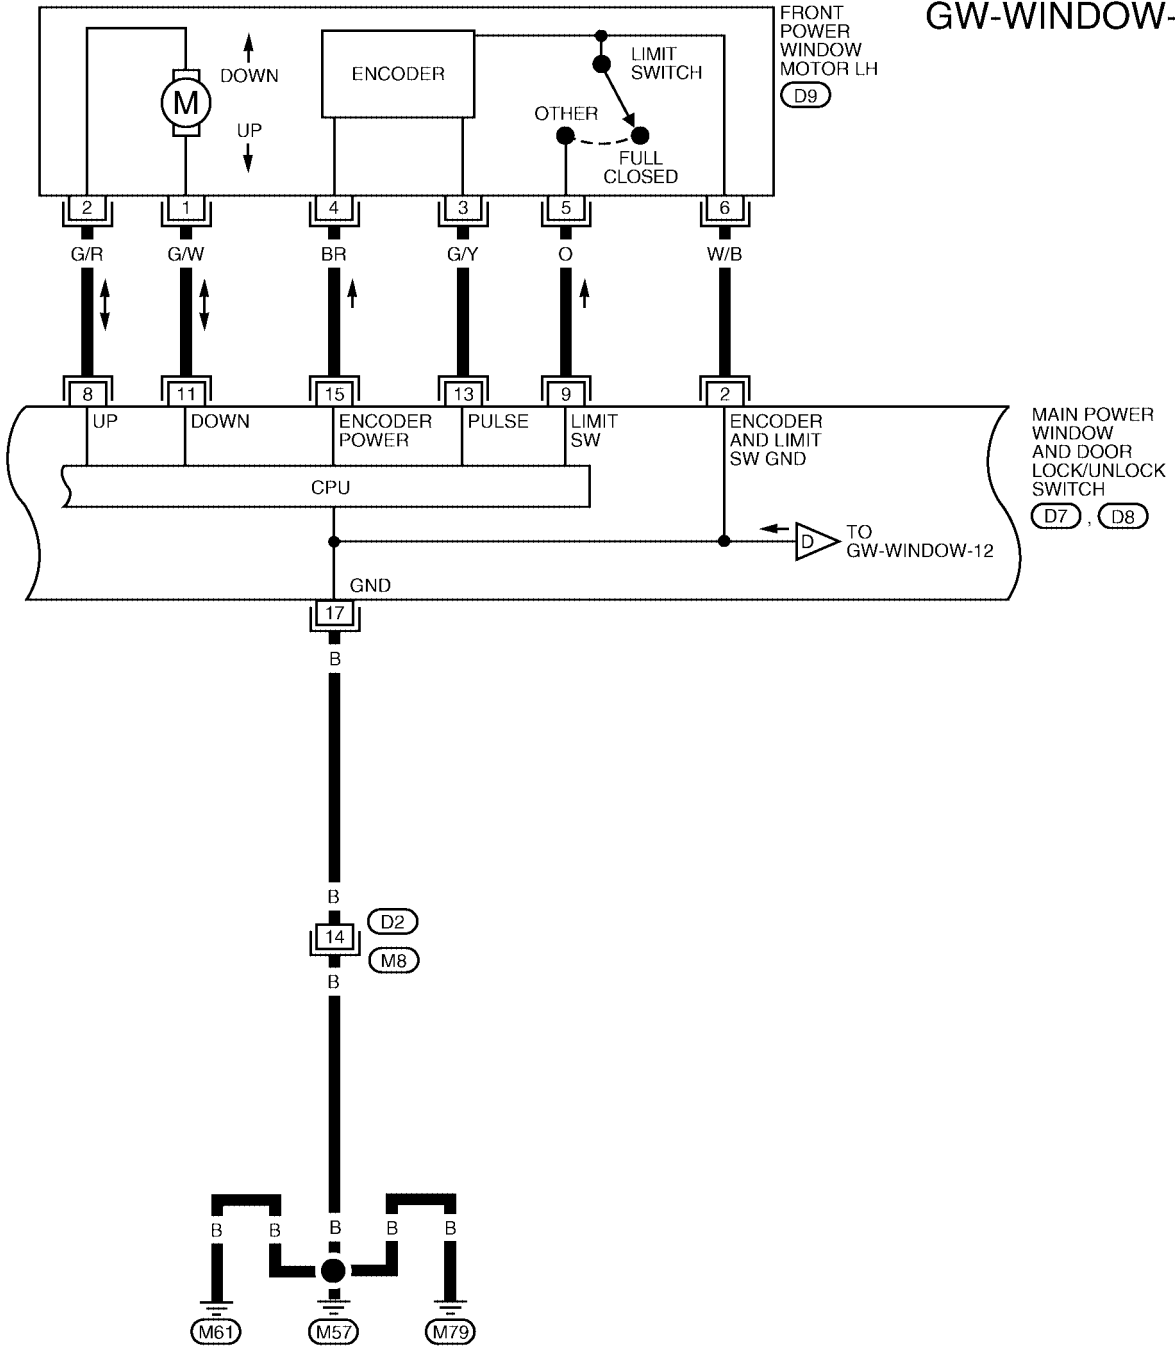 GW-WINDOW-
FRONT
POWER
WINDOW
MOTOR LH
D9
DOWN
M
UP
ENCODER
LIMIT
SWITCH
OTHER
FULL
CLOSED
2 1 4 3 5 6
G/R G/W BR G/Y O W/B
8 11 15 13 9 2
UP
DOWN
ENCODER
POWER
PULSE
LIMIT
SW
ENCODER
AND LIMIT
SW GND
MAIN POWER
WINDOW
AND DOOR
LOCK/UNLOCK
SWITCH
D7 , D8
CPU
D
TO
GW-WINDOW-12
GND
17
B
B
D2
14
M8
B
B B B B B
M61 M57 M79